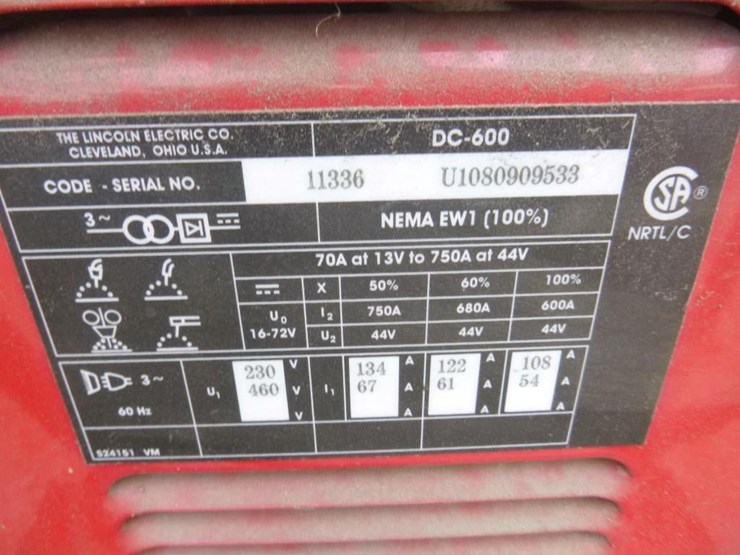 THE LINCOLN ELECTRIC CO.
CLEVELAND, OHIO U.S.A.
DC-600
CODE - SERIAL NO.
11336 U1080909533
3~
NEMA EW1 (100%)
SA ®
NRTL/C
70A at 13V to 750A at 44V
X 50% 60% 100%
U0 I2 750A 680A 600A
16-72V U2 44V 44V 44V
3~
60 Hz
U1 230 V I1 134 A 122 A 108 A
460 V 67 A 61 A 54 A
V A A A
S24151 VM